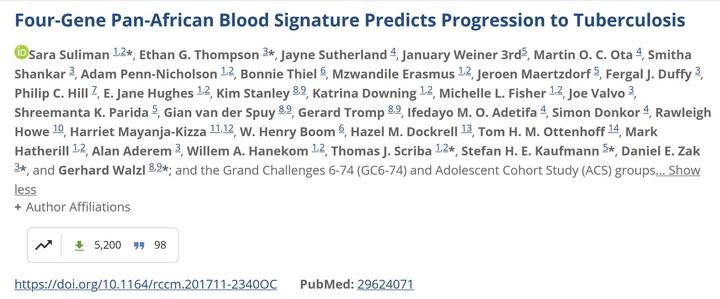 Four-Gene Pan-African Blood Signature Predicts Progression to Tuberculosis
iD Sara Suliman 1,2*, Ethan G. Thompson 3*, Jayne Sutherland 4, January Weiner 3rd5, Martin O. C. Ota 4, Smitha
Shankar 3, Adam Penn-Nicholson 1,2, Bonnie Thiel 6, Mzwandile Erasmus 1,2, Jeroen Maertzdorf 5, Fergal J. Duffy 3,
Philip C. Hill 7, E. Jane Hughes 1,2, Kim Stanley 8,9, Katrina Downing 1,2, Michelle L. Fisher 1,2, Joe Valvo 3,
Shreemanta K. Parida 5, Gian van der Spuy 8,9, Gerard Tromp 8,9, Ifedayo M. O. Adetifa 4, Simon Donkor 4, Rawleigh
Howe 10, Harriet Mayanja-Kizza 11,12, W. Henry Boom 6, Hazel M. Dockrell 13, Tom H. M. Ottenhoff 14, Mark
Hatherill 1,2, Alan Aderem 3, Willem A. Hanekom 1,2, Thomas J. Scriba 1,2*, Stefan H. E. Kaufmann 5*, Daniel E. Zak
3*, and Gerhard Walzl 8,9*; and the Grand Challenges 6-74 (GC6-74) and Adolescent Cohort Study (ACS) groups... Show
less
+ Author Affiliations
5,200 98
https://doi.org/10.1164/rccm.201711-2340OC PubMed: 29624071